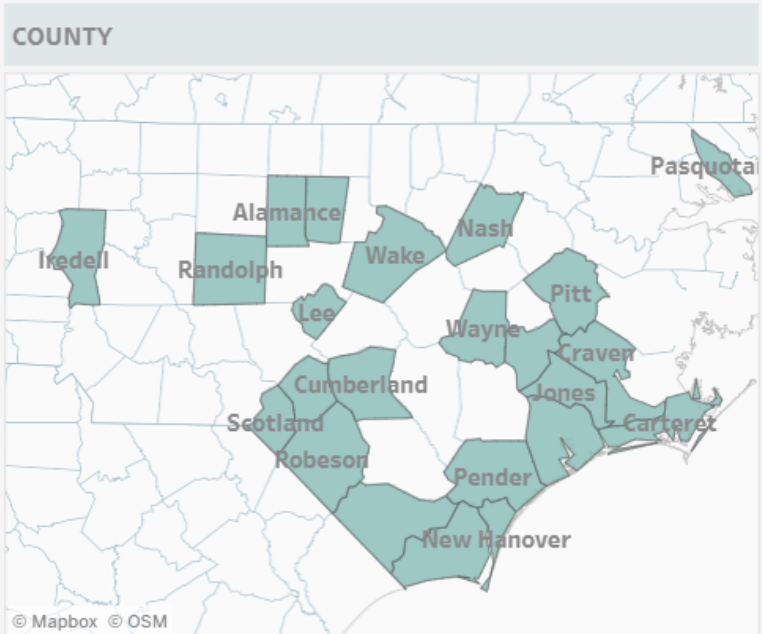 COUNTY
Pasquota
Alamance
Nash
Iredell
Wake
Randolph
Pitt
Lee
Wayne
Craven
Cumberland
Jones
Scotland
Carteret
Robeson
Pender
New Hanover
© Mapbox © OSM